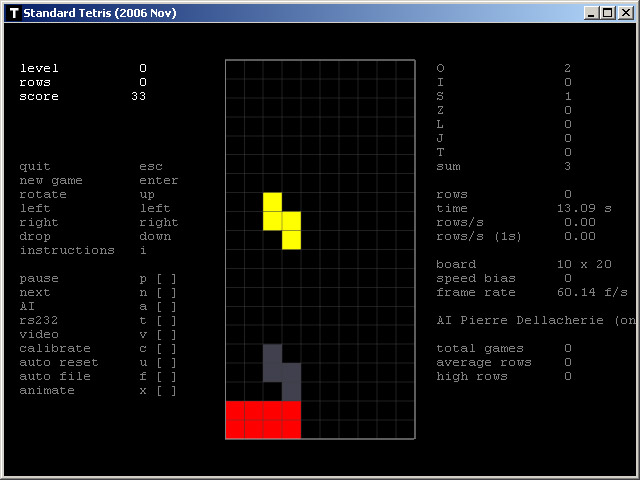 Standard Tetris (2006 Nov)
level 0
rows 0
score 33
quit esc
new game enter
rotate up
left left
right right
drop down
instructions i
pause p [ ]
next n [ ]
AI a [ ]
rs232 t [ ]
video v [ ]
calibrate c [ ]
auto reset u [ ]
auto file f [ ]
animate x [ ]
O 2
I 0
S 1
Z 0
L 0
J 0
T 0
sum 3
rows 0
time 13.09 s
rows/s 0.00
rows/s (1s) 0.00
board 10 x 20
speed bias 0
frame rate 60.14 f/s
AI Pierre Dellacherie (on
total games 0
average rows 0
high rows 0